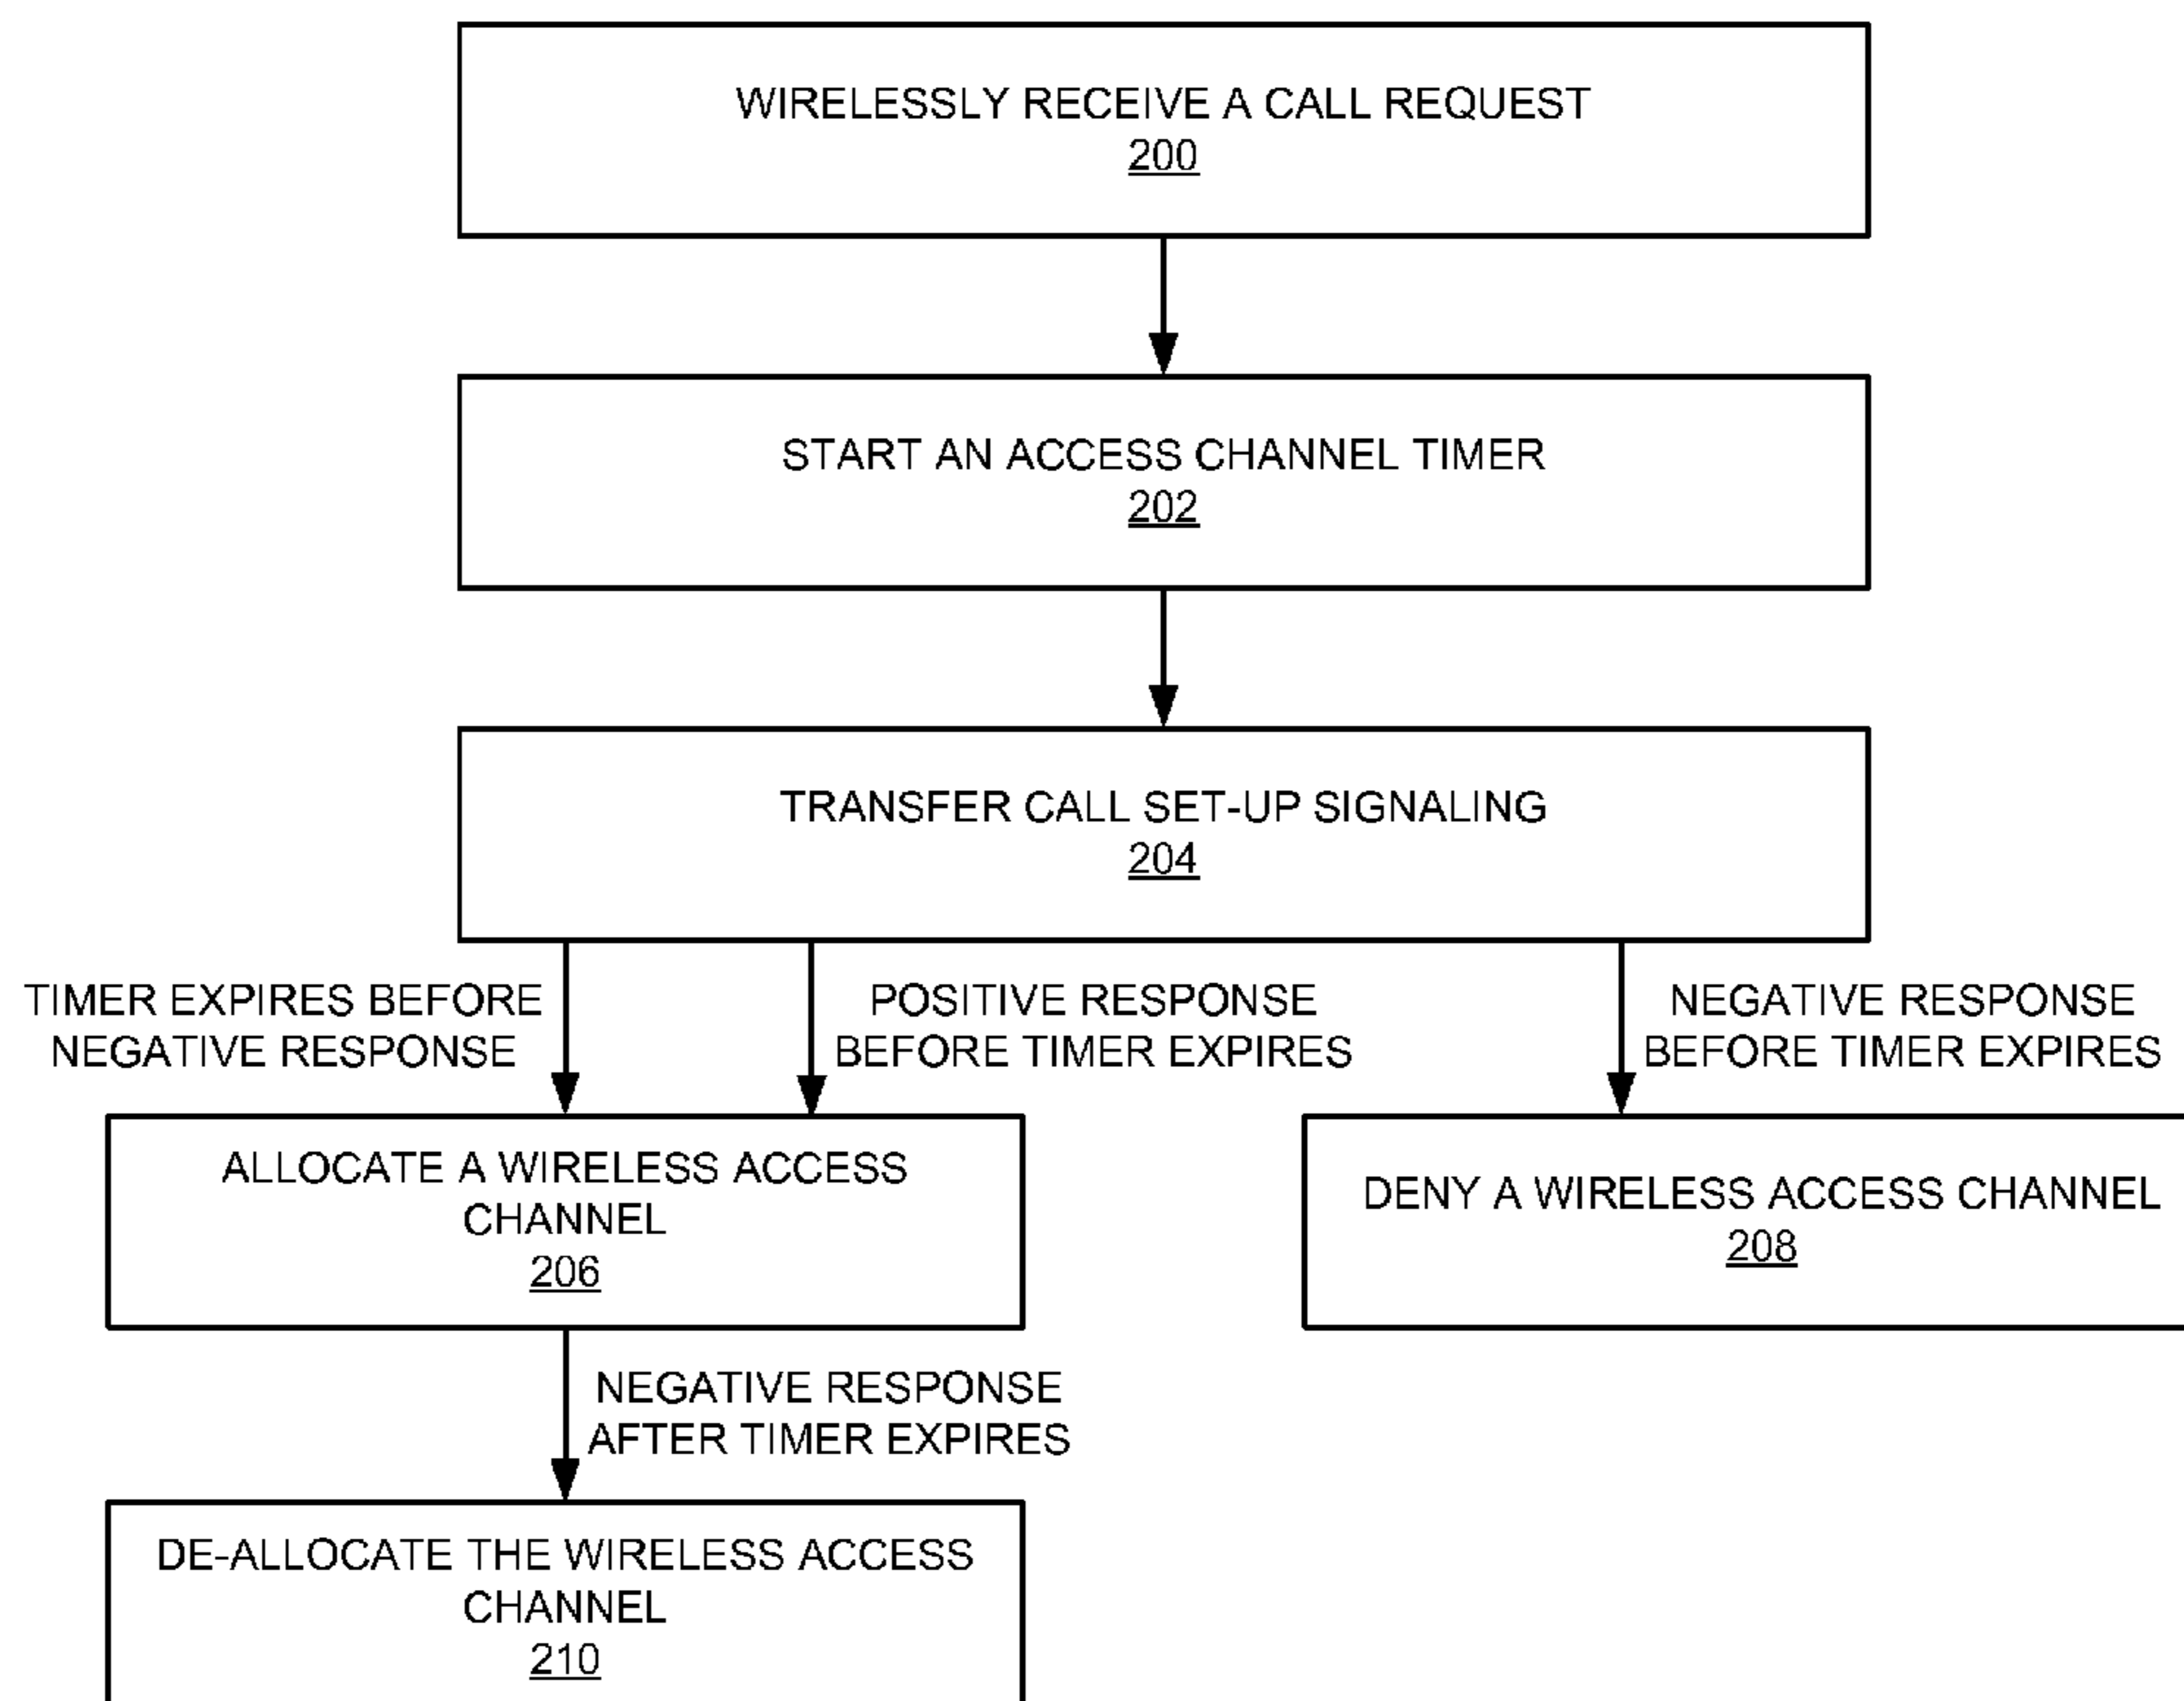 WIRELESSLY RECEIVE A CALL REQUEST
200
START AN ACCESS CHANNEL TIMER
202
TRANSFER CALL SET-UP SIGNALING
204
TIMER EXPIRES BEFORE
NEGATIVE RESPONSE
POSITIVE RESPONSE
BEFORE TIMER EXPIRES
NEGATIVE RESPONSE
BEFORE TIMER EXPIRES
ALLOCATE A WIRELESS ACCESS
CHANNEL
206
DENY A WIRELESS ACCESS CHANNEL
208
NEGATIVE RESPONSE
AFTER TIMER EXPIRES
DE-ALLOCATE THE WIRELESS ACCESS
CHANNEL
210